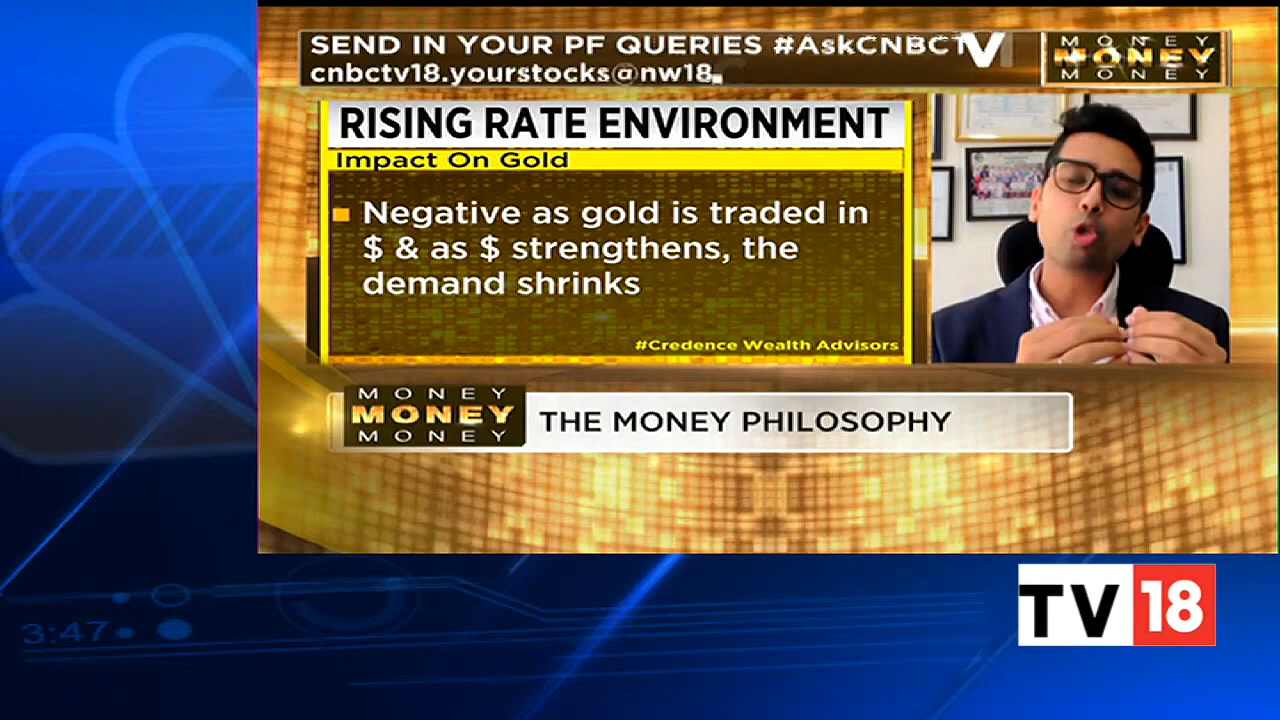 SEND IN YOUR PF QUERIES #AskCNBCT
cnbctv18.yourstocks@nw18.
MONEY
MONEY
MONEY
RISING RATE ENVIRONMENT
Impact On Gold
Negative as gold is traded in
$ & as $ strengthens, the
demand shrinks
#Credence Wealth Advisors
MONEY
MONEY
MONEY
THE MONEY PHILOSOPHY
3:47
TV18